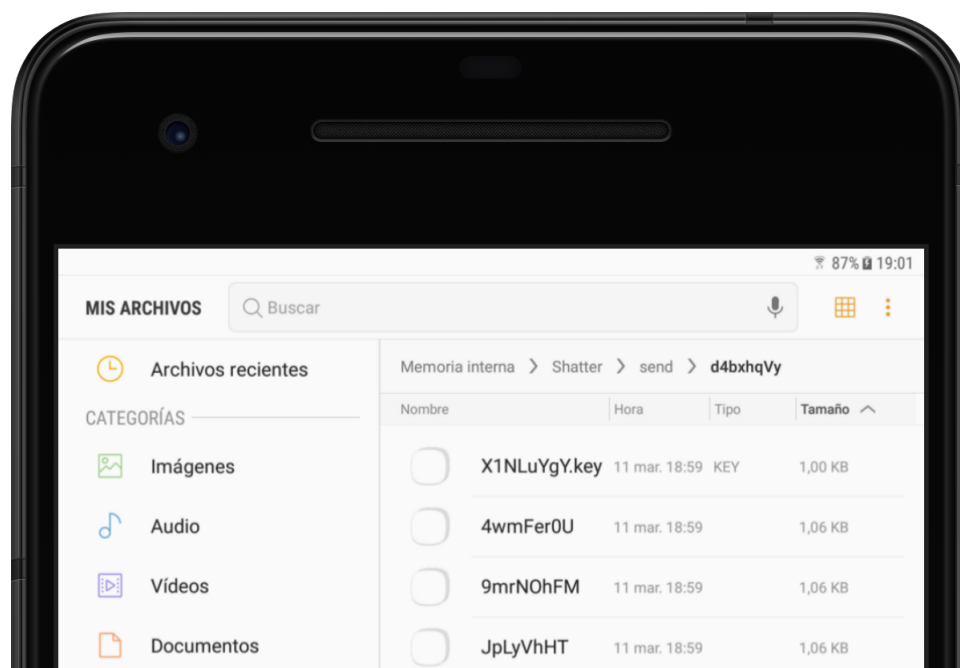 87% 19:01
MIS ARCHIVOS
Buscar
Archivos recientes
CATEGORÍAS
Imágenes
Audio
Vídeos
Documentos
Memoria interna > Shatter > send > d4bxhqVy
Nombre Hora Tipo Tamaño
X1NLuYgY.key 11 mar. 18:59 KEY 1,00 KB
4wmFer0U 11 mar. 18:59 1,06 KB
9mrNOhFM 11 mar. 18:59 1,06 KB
JpLyVhHT 11 mar. 18:59 1,06 KB